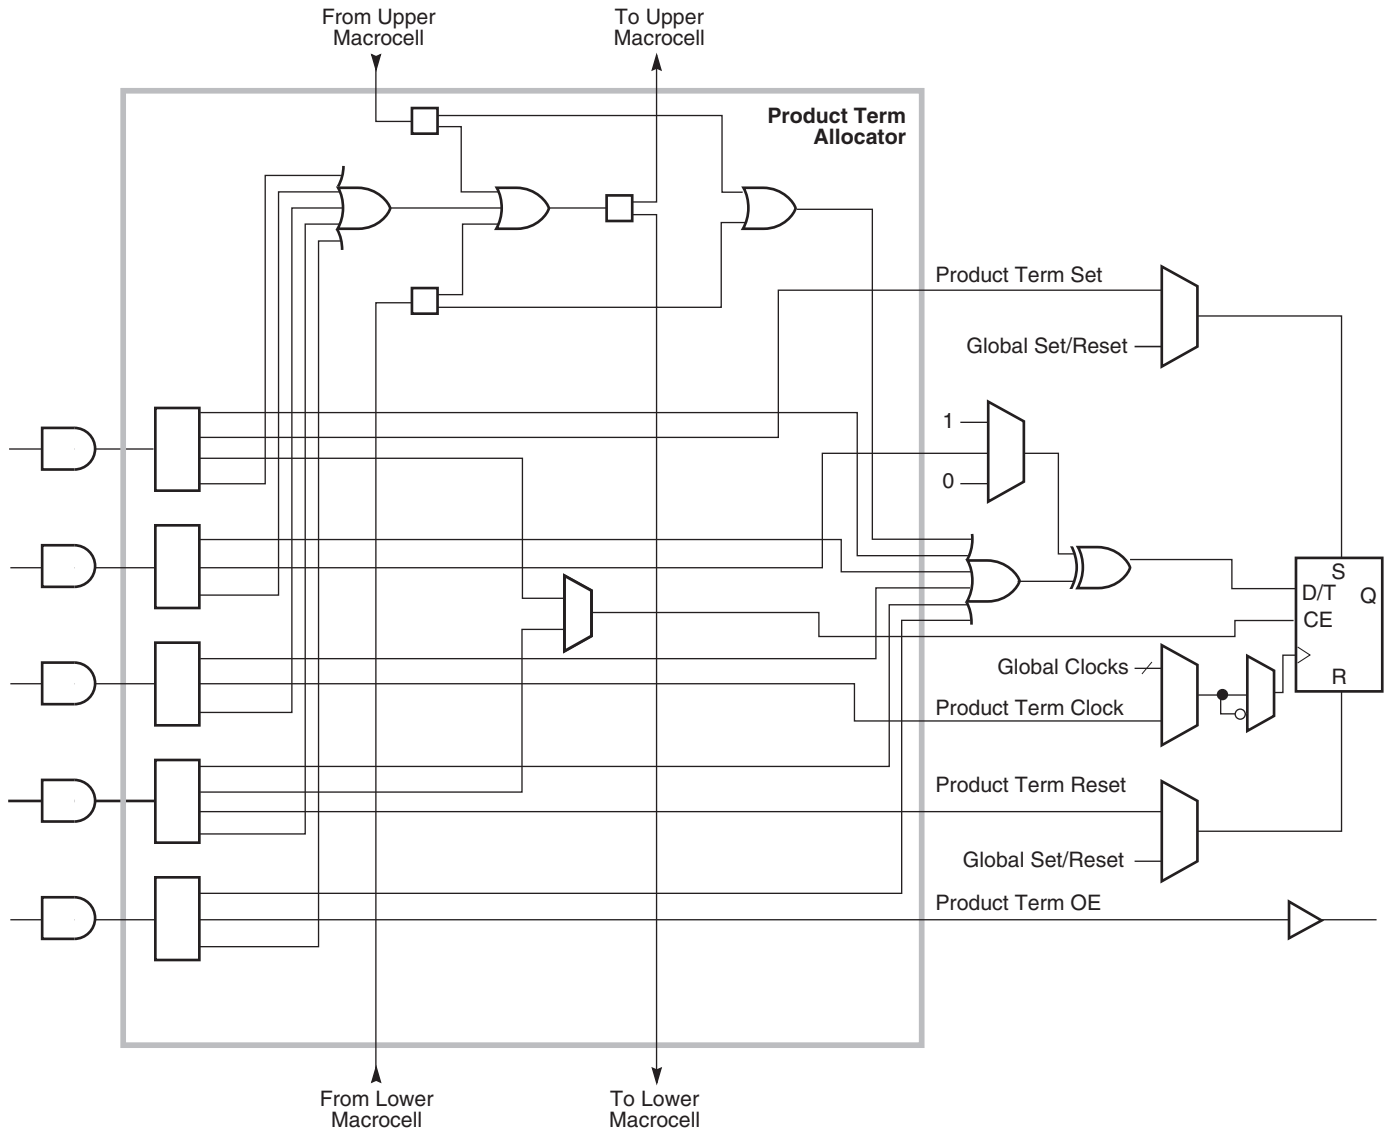 From Upper
Macrocell
To Upper
Macrocell
Product Term
Allocator
Product Term Set
Global Set/Reset
1
0
S
D/T
Q
CE
Global Clocks
R
Product Term Clock
Product Term Reset
Global Set/Reset
Product Term OE
From Lower
Macrocell
To Lower
Macrocell